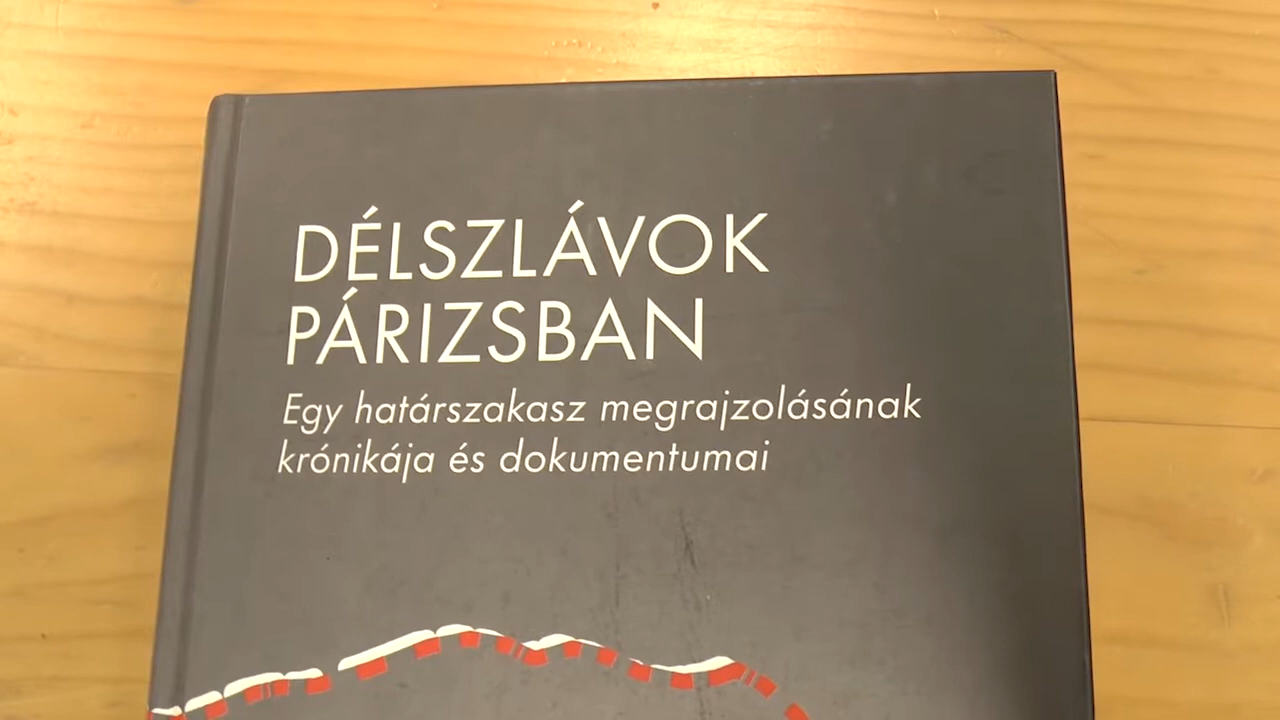 DÉLSZLÁVOK
PÁRIZSBAN
Egy határszakasz megrajzolásának
krónikája és dokumentumai